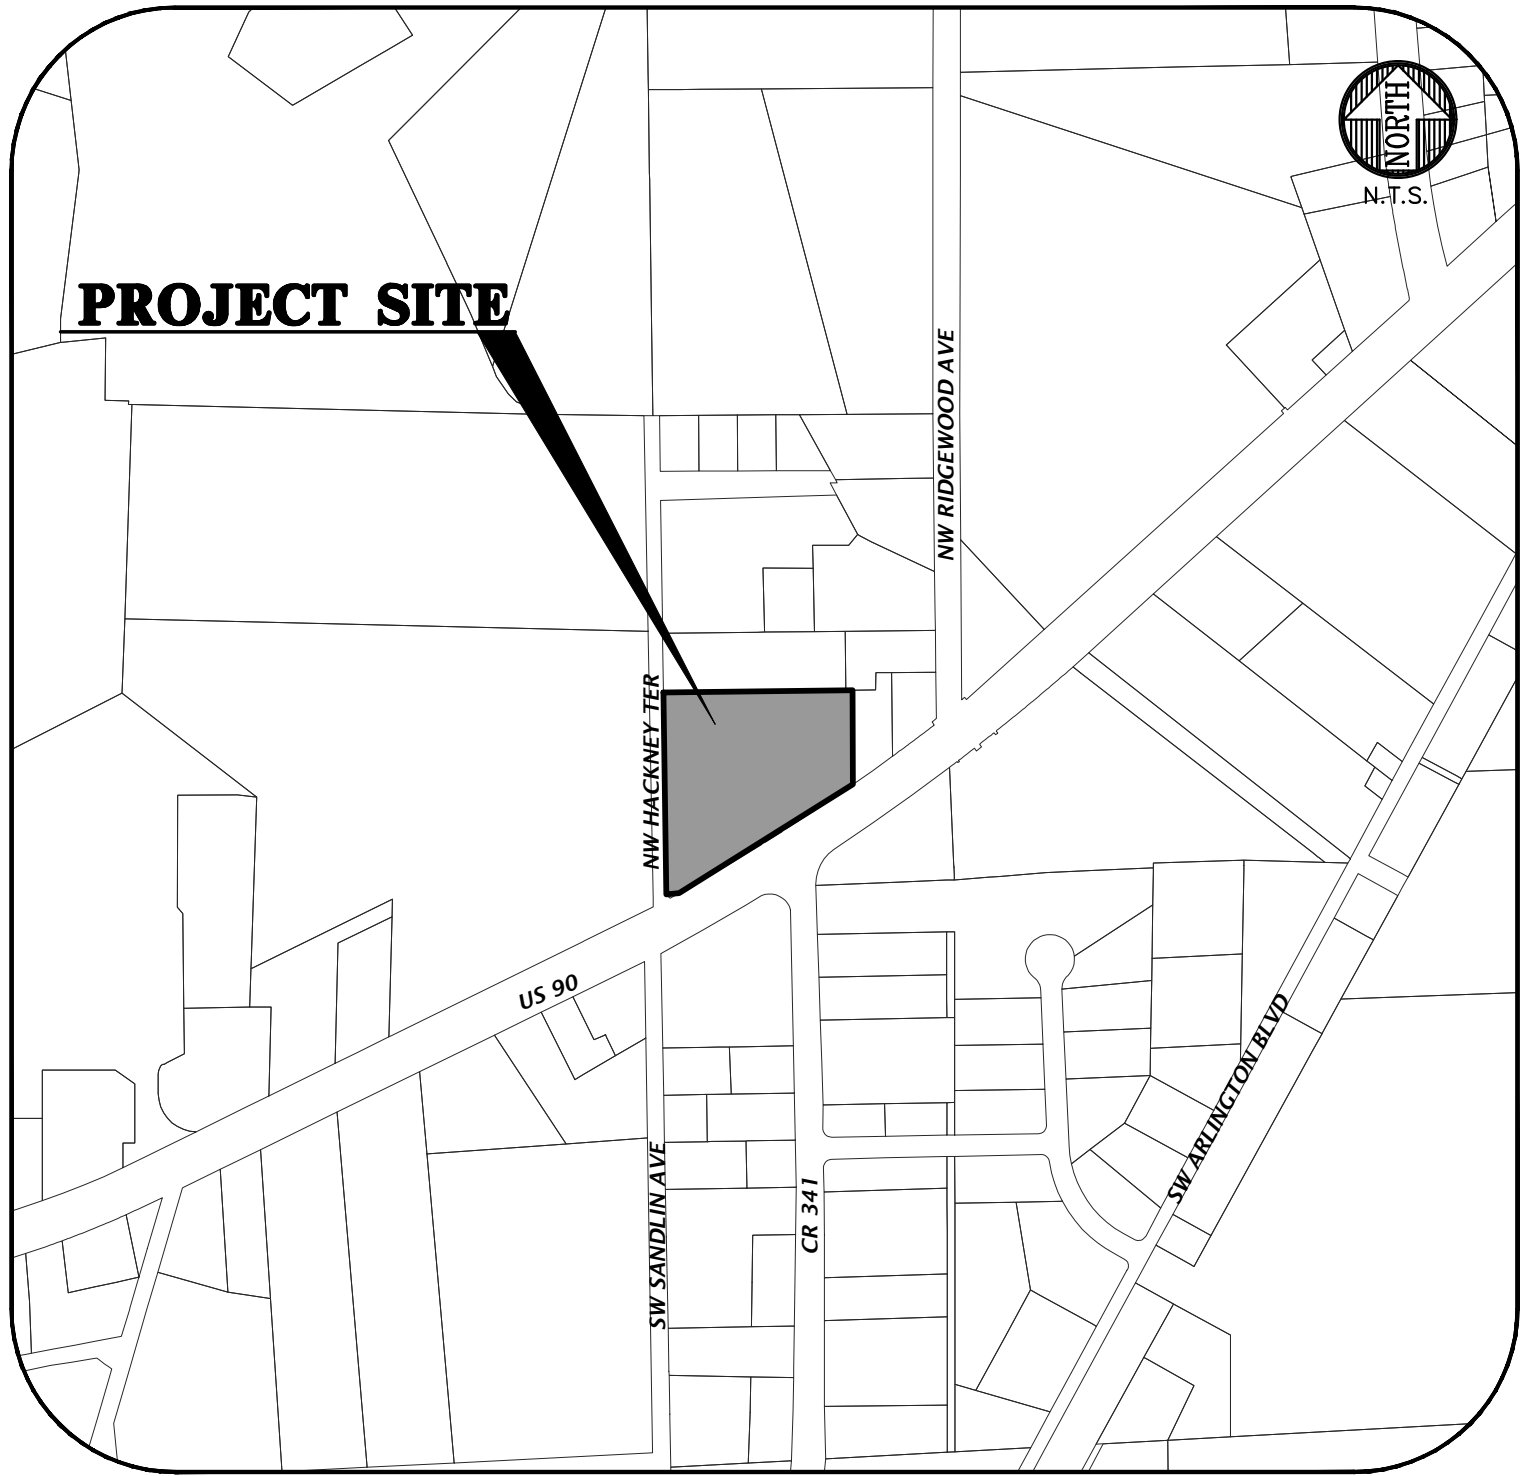 NORTH
N.T.S.
PROJECT SITE
NW RIDGEWOOD AVE
NW HACKNEY TER
US 90
SW ARLINGTON BLVD
SW SANDLIN AVE
CR 341